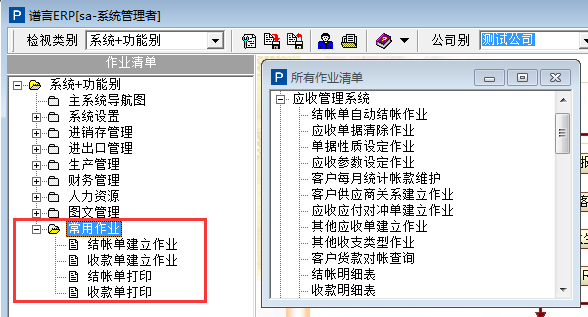 谱言ERP[sa-系统管理者]
检视类别 系统+功能别 公司别 测试公司
作业清单
系统+功能别
主系统导航图
系统设置
进销存管理
进出口管理
生产管理
财务管理
人力资源
图文管理
常用作业
结帐单建立作业
收款单建立作业
结帐单打印
收款单打印
所有作业清单
应收管理系统
结帐单自动结帐作业
应收单据清除作业
单据性质设定作业
应收参数设定作业
客户每月统计帐款维护
客户供应商关系建立作业
应收应付对冲单建立作业
其他应收单建立作业
其他收支类型作业
客户货款对帐查询
结帐明细表
收款明细表